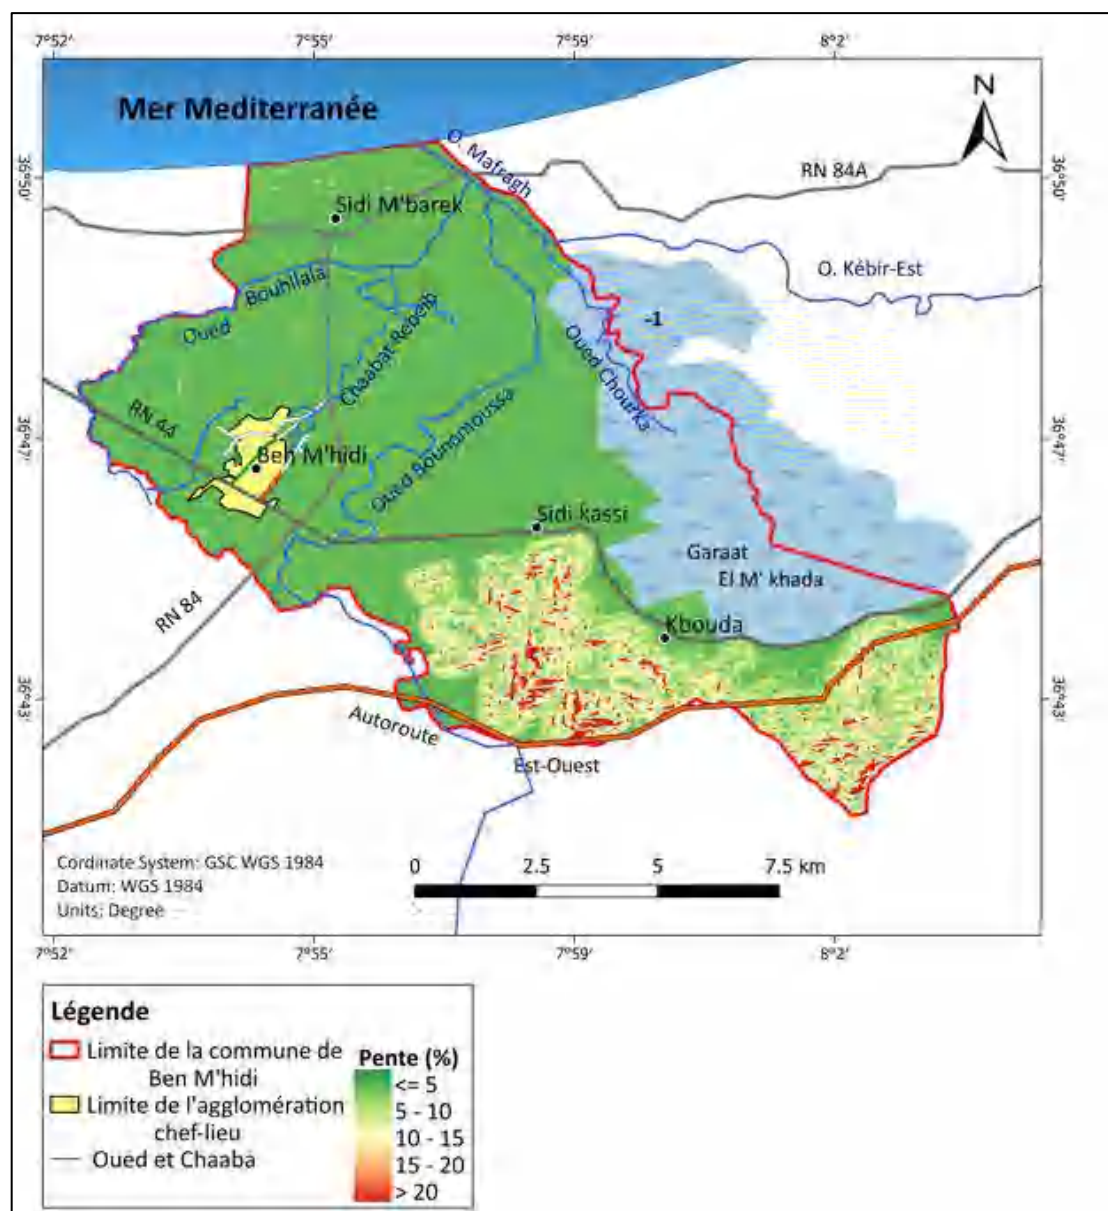 7°52' 7°55' 7°59' 8°2'
Mer Mediterranée
N
O. Mafragh
RN 84A
36°50' 36°50'
Sidi M'barek
O. Kébir-Est
Bouhilala
Oued
-1
Chaabat Rebeib
Oued Chourka
RN 44
36°47' 36°47'
Ben M'hidi
Oued Bounamoussa
Sidi kassi
Garaat
El M' khada
RN 84
Kbouda
36°43' 36°43'
Autoroute
Est-Ouest
Cordinate System: GSC WGS 1984
Datum: WGS 1984
Units: Degree
0 2.5 5 7.5 km
7°52' 7°55' 7°59' 8°2'
Légende
Limite de la commune de
Ben M'hidi
Limite de l'agglomération
chef-lieu
Oued et Chaaba
Pente (%)
<= 5
5 - 10
10 - 15
15 - 20
> 20